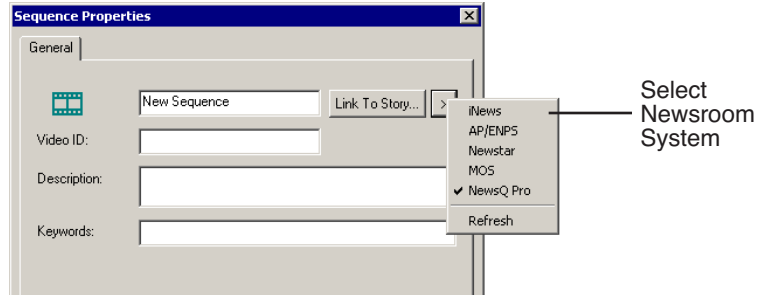 Sequence Properties
General
New Sequence
Link To Story...
>
Video ID:
Description:
Keywords:
iNews
AP/ENPS
Newstar
MOS
✓ NewsQ Pro
Refresh
Select
Newsroom
System